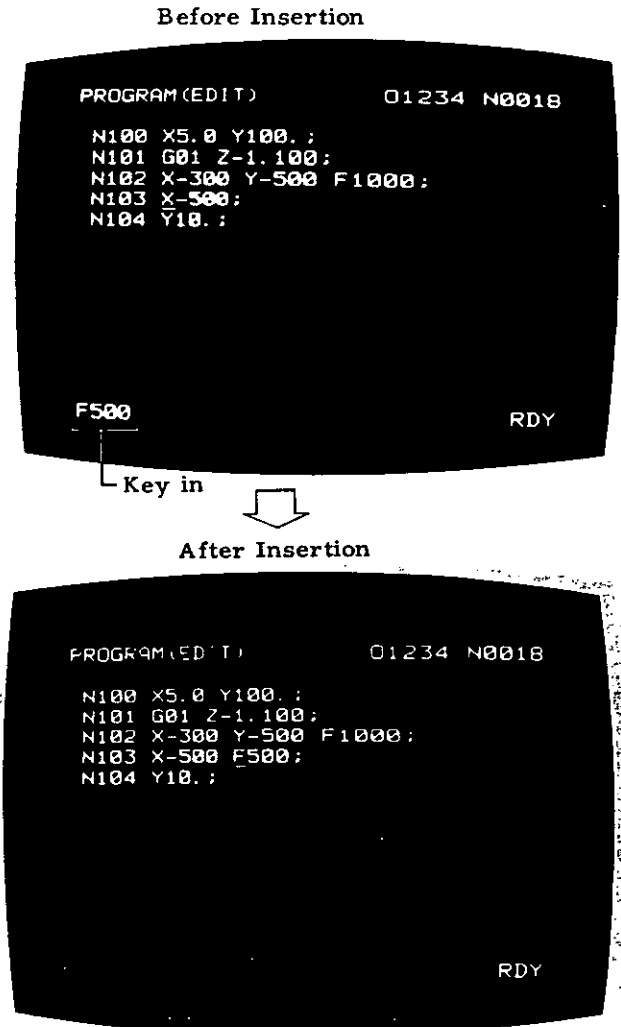 Before Insertion
PROGRAM(EDIT) O1234 N0018
N100 X5.0 Y100.;
N101 G01 Z-1.100;
N102 X-300 Y-500 F1000;
N103 X-500;
N104 Y10.;
F500
RDY
Key in
After Insertion
PROGRAM(EDIT) O1234 N0018
N100 X5.0 Y100.;
N101 G01 Z-1.100;
N102 X-300 Y-500 F1000;
N103 X-500 F500;
N104 Y10.;
RDY